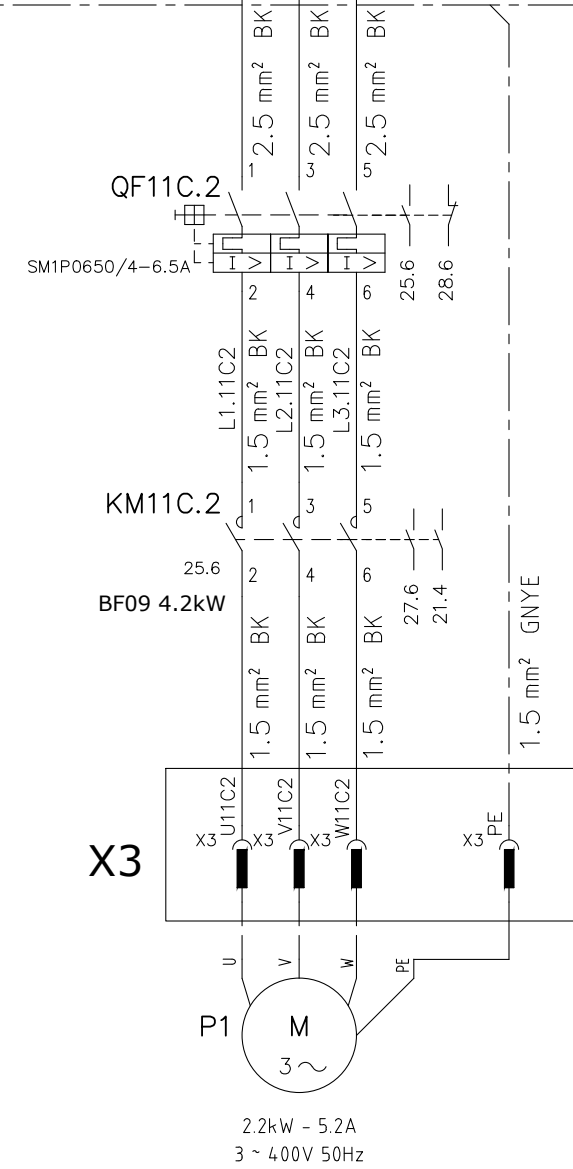 2.5 mm² BK
2.5 mm² BK
2.5 mm² BK
1
3
5
QF11C.2
SM1P0650/4-6.5A
I >
I >
I >
25.6
28.6
2
4
6
L1.11C2
1.5 mm² BK
L2.11C2
1.5 mm² BK
L3.11C2
1.5 mm² BK
KM11C.2
1
3
5
25.6
2
4
6
BF09 4.2kW
27.6
21.4
1.5 mm² BK
1.5 mm² BK
1.5 mm² BK
1.5 mm² GNYE
U11C2
V11C2
W11C2
PE
X3
X3
X3
X3
X3
U
V
W
PE
P1
M
3~
2.2kW - 5.2A
3 ~ 400V 50Hz